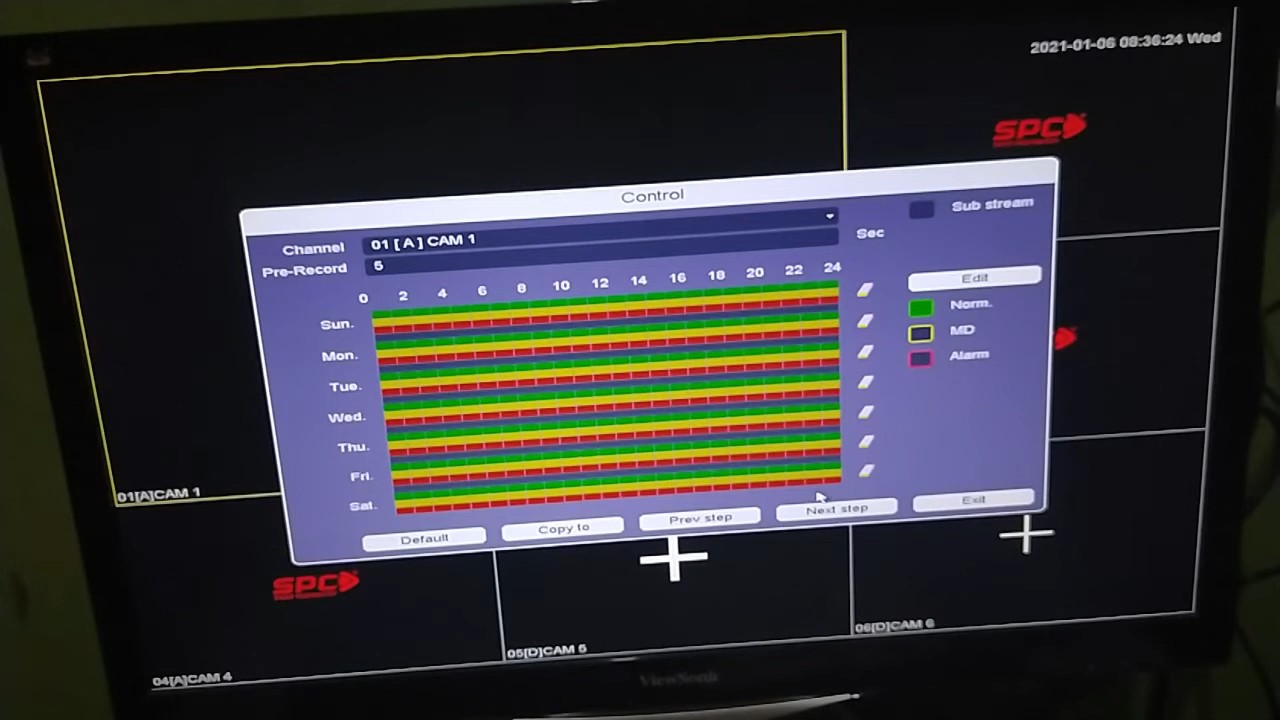 2021-01-06 08:36:24 Wed
SPC
Control
Channel 01 [ A ] CAM 1
Sub stream
Pre-Record 5 Sec
0 2 4 6 8 10 12 14 16 18 20 22 24
Edit
Sun.
Norm.
Mon.
MD
Tue.
Alarm
Wed.
Thu.
Fri.
Sat.
Default Copy to Prev step Next step Exit
01[A]CAM 1
SPC
04[A]CAM 4
05[D]CAM 5
06[D]CAM 6
ViewSonic